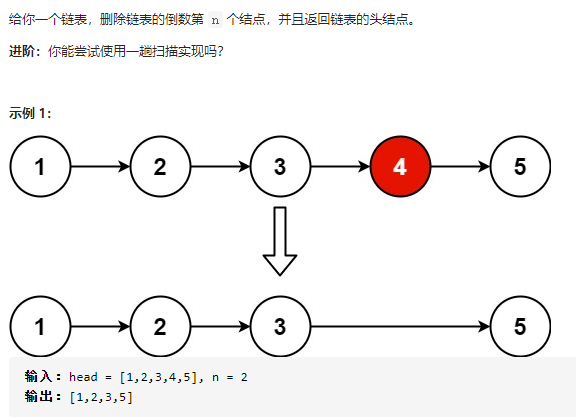 给你一个链表，删除链表的倒数第 n 个结点，并且返回链表的头结点。
进阶：你能尝试使用一趟扫描实现吗？
示例 1：
1 2 3 4 5
1 2 3 5
输入：head = [1,2,3,4,5], n = 2
输出：[1,2,3,5]